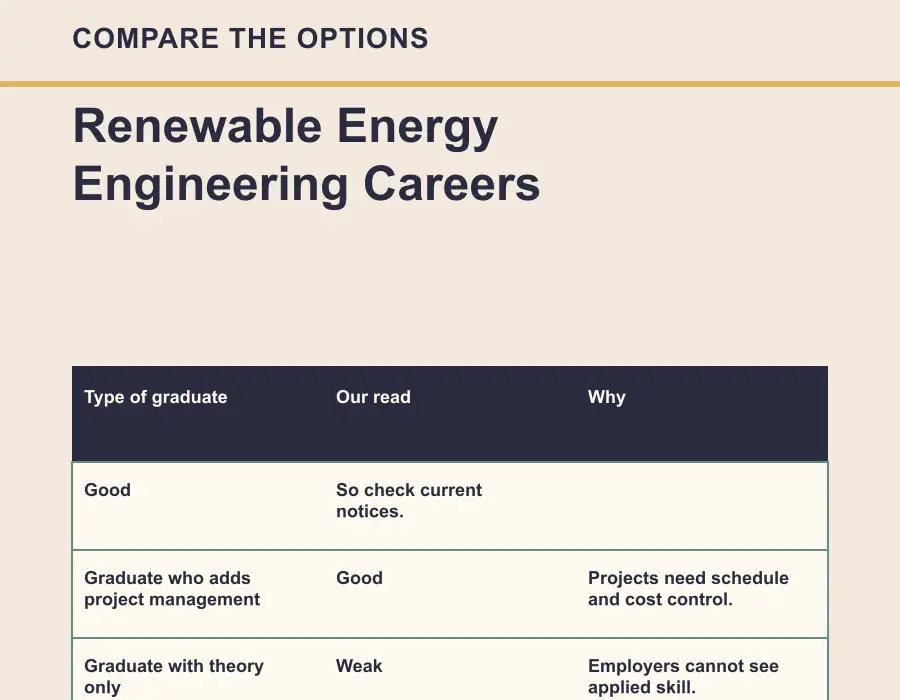 COMPARE THE OPTIONS
Renewable Energy
Engineering Careers
Type of graduate
Our read
Why
Good
So check current
notices.
Graduate who adds
project management
Good
Projects need schedule
and cost control.
Graduate with theory
only
Weak
Employers cannot see
applied skill.